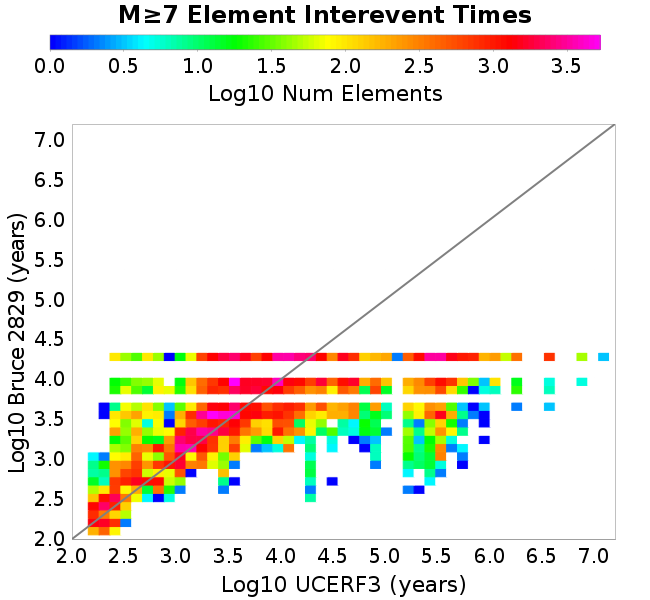 M≥7 Element Interevent Times
0.0 0.5 1.0 1.5 2.0 2.5 3.0 3.5
Log10 Num Elements
7.0
6.5
6.0
5.5
5.0
4.5
4.0
3.5
3.0
2.5
2.0
Log10 Bruce 2829 (years)
2.0 2.5 3.0 3.5 4.0 4.5 5.0 5.5 6.0 6.5 7.0
Log10 UCERF3 (years)